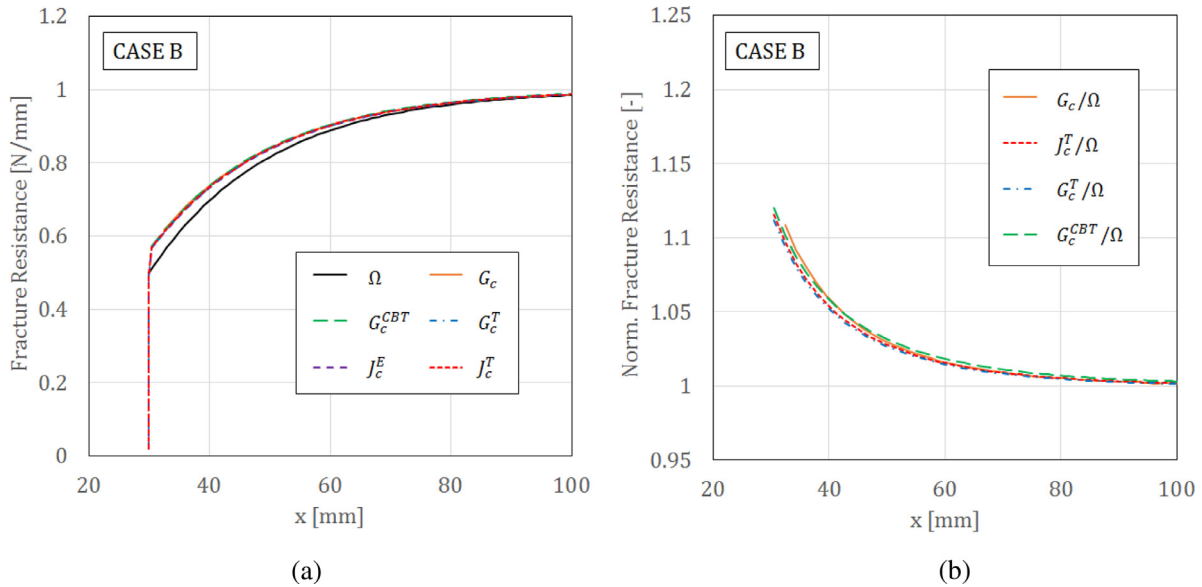 CASE B
Fracture Resistance [N/mm]
1.2
1
0.8
0.6
0.4
0.2
0
Ω
G_c
G_c^{CBT}
G_c^T
J_c^E
J_c^T
20 40 60 80 100
x [mm]
(a)
CASE B
Norm. Fracture Resistance [-]
1.25
1.2
1.15
1.1
1.05
1
0.95
G_c/Ω
J_c^T/Ω
G_c^T/Ω
G_c^{CBT}/Ω
20 40 60 80 100
x [mm]
(b)